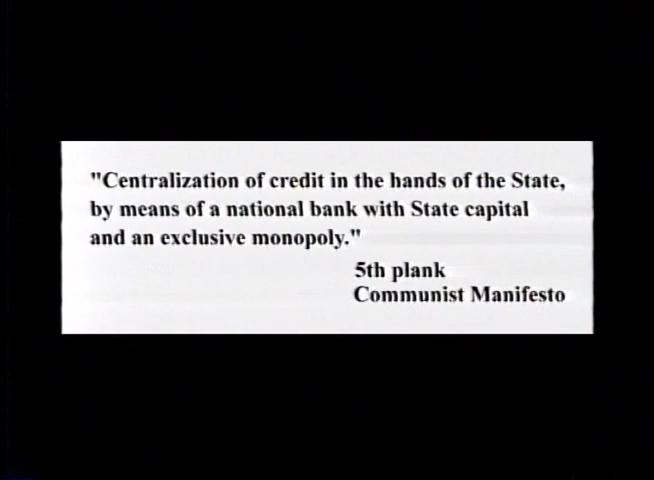 "Centralization of credit in the hands of the State,
by means of a national bank with State capital
and an exclusive monopoly."
5th plank
Communist Manifesto